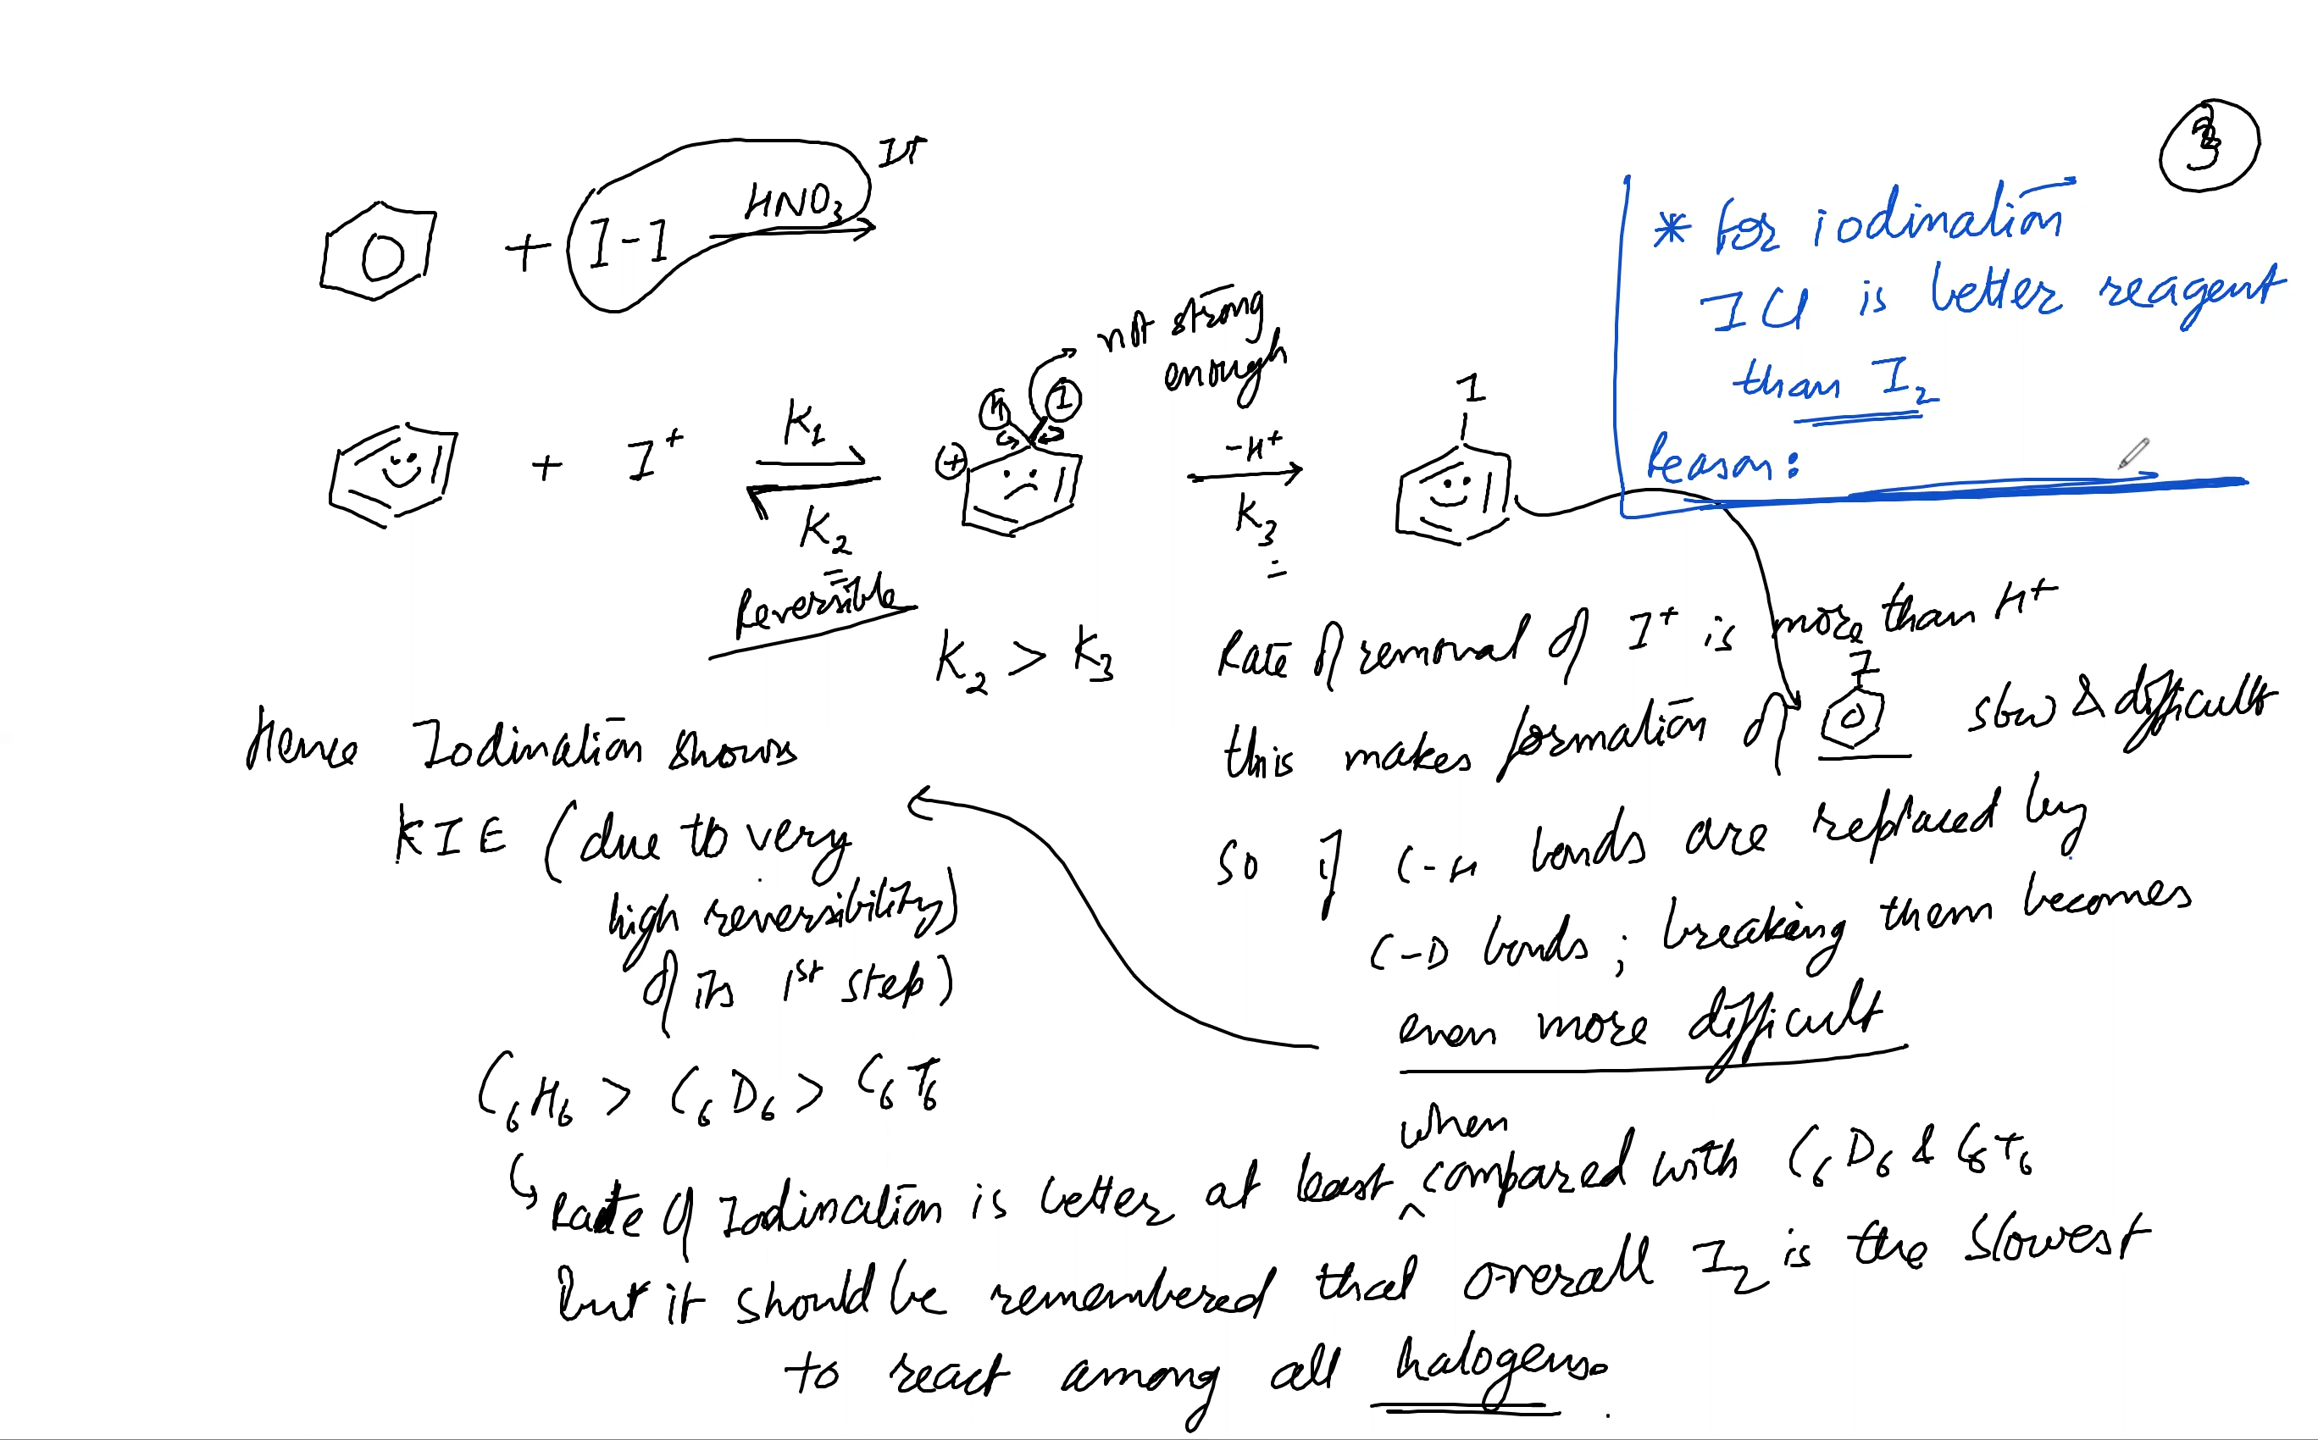 3
I+
+ I-I HNO3
* For iodination
ICl is better reagent
than I2
Reason:
not strong
enough
H I
+ I+ K1 + -H+ I
K2 K3
Reversible
K2 > K3
Rate of removal of I+ is more than H+
this makes formation of I slow & difficult
so if C-H bonds are replaced by
C-D bonds ; breaking them becomes
even more difficult
Hence Iodination shows
KIE (due to very
high reversibility)
of its 1st step)
C6H6 > C6D6 > C6T6
Rate of Iodination is better at least when compared with C6D6 & C6T6
But it should be remembered that overall I2 is the slowest
to react among all halogens.